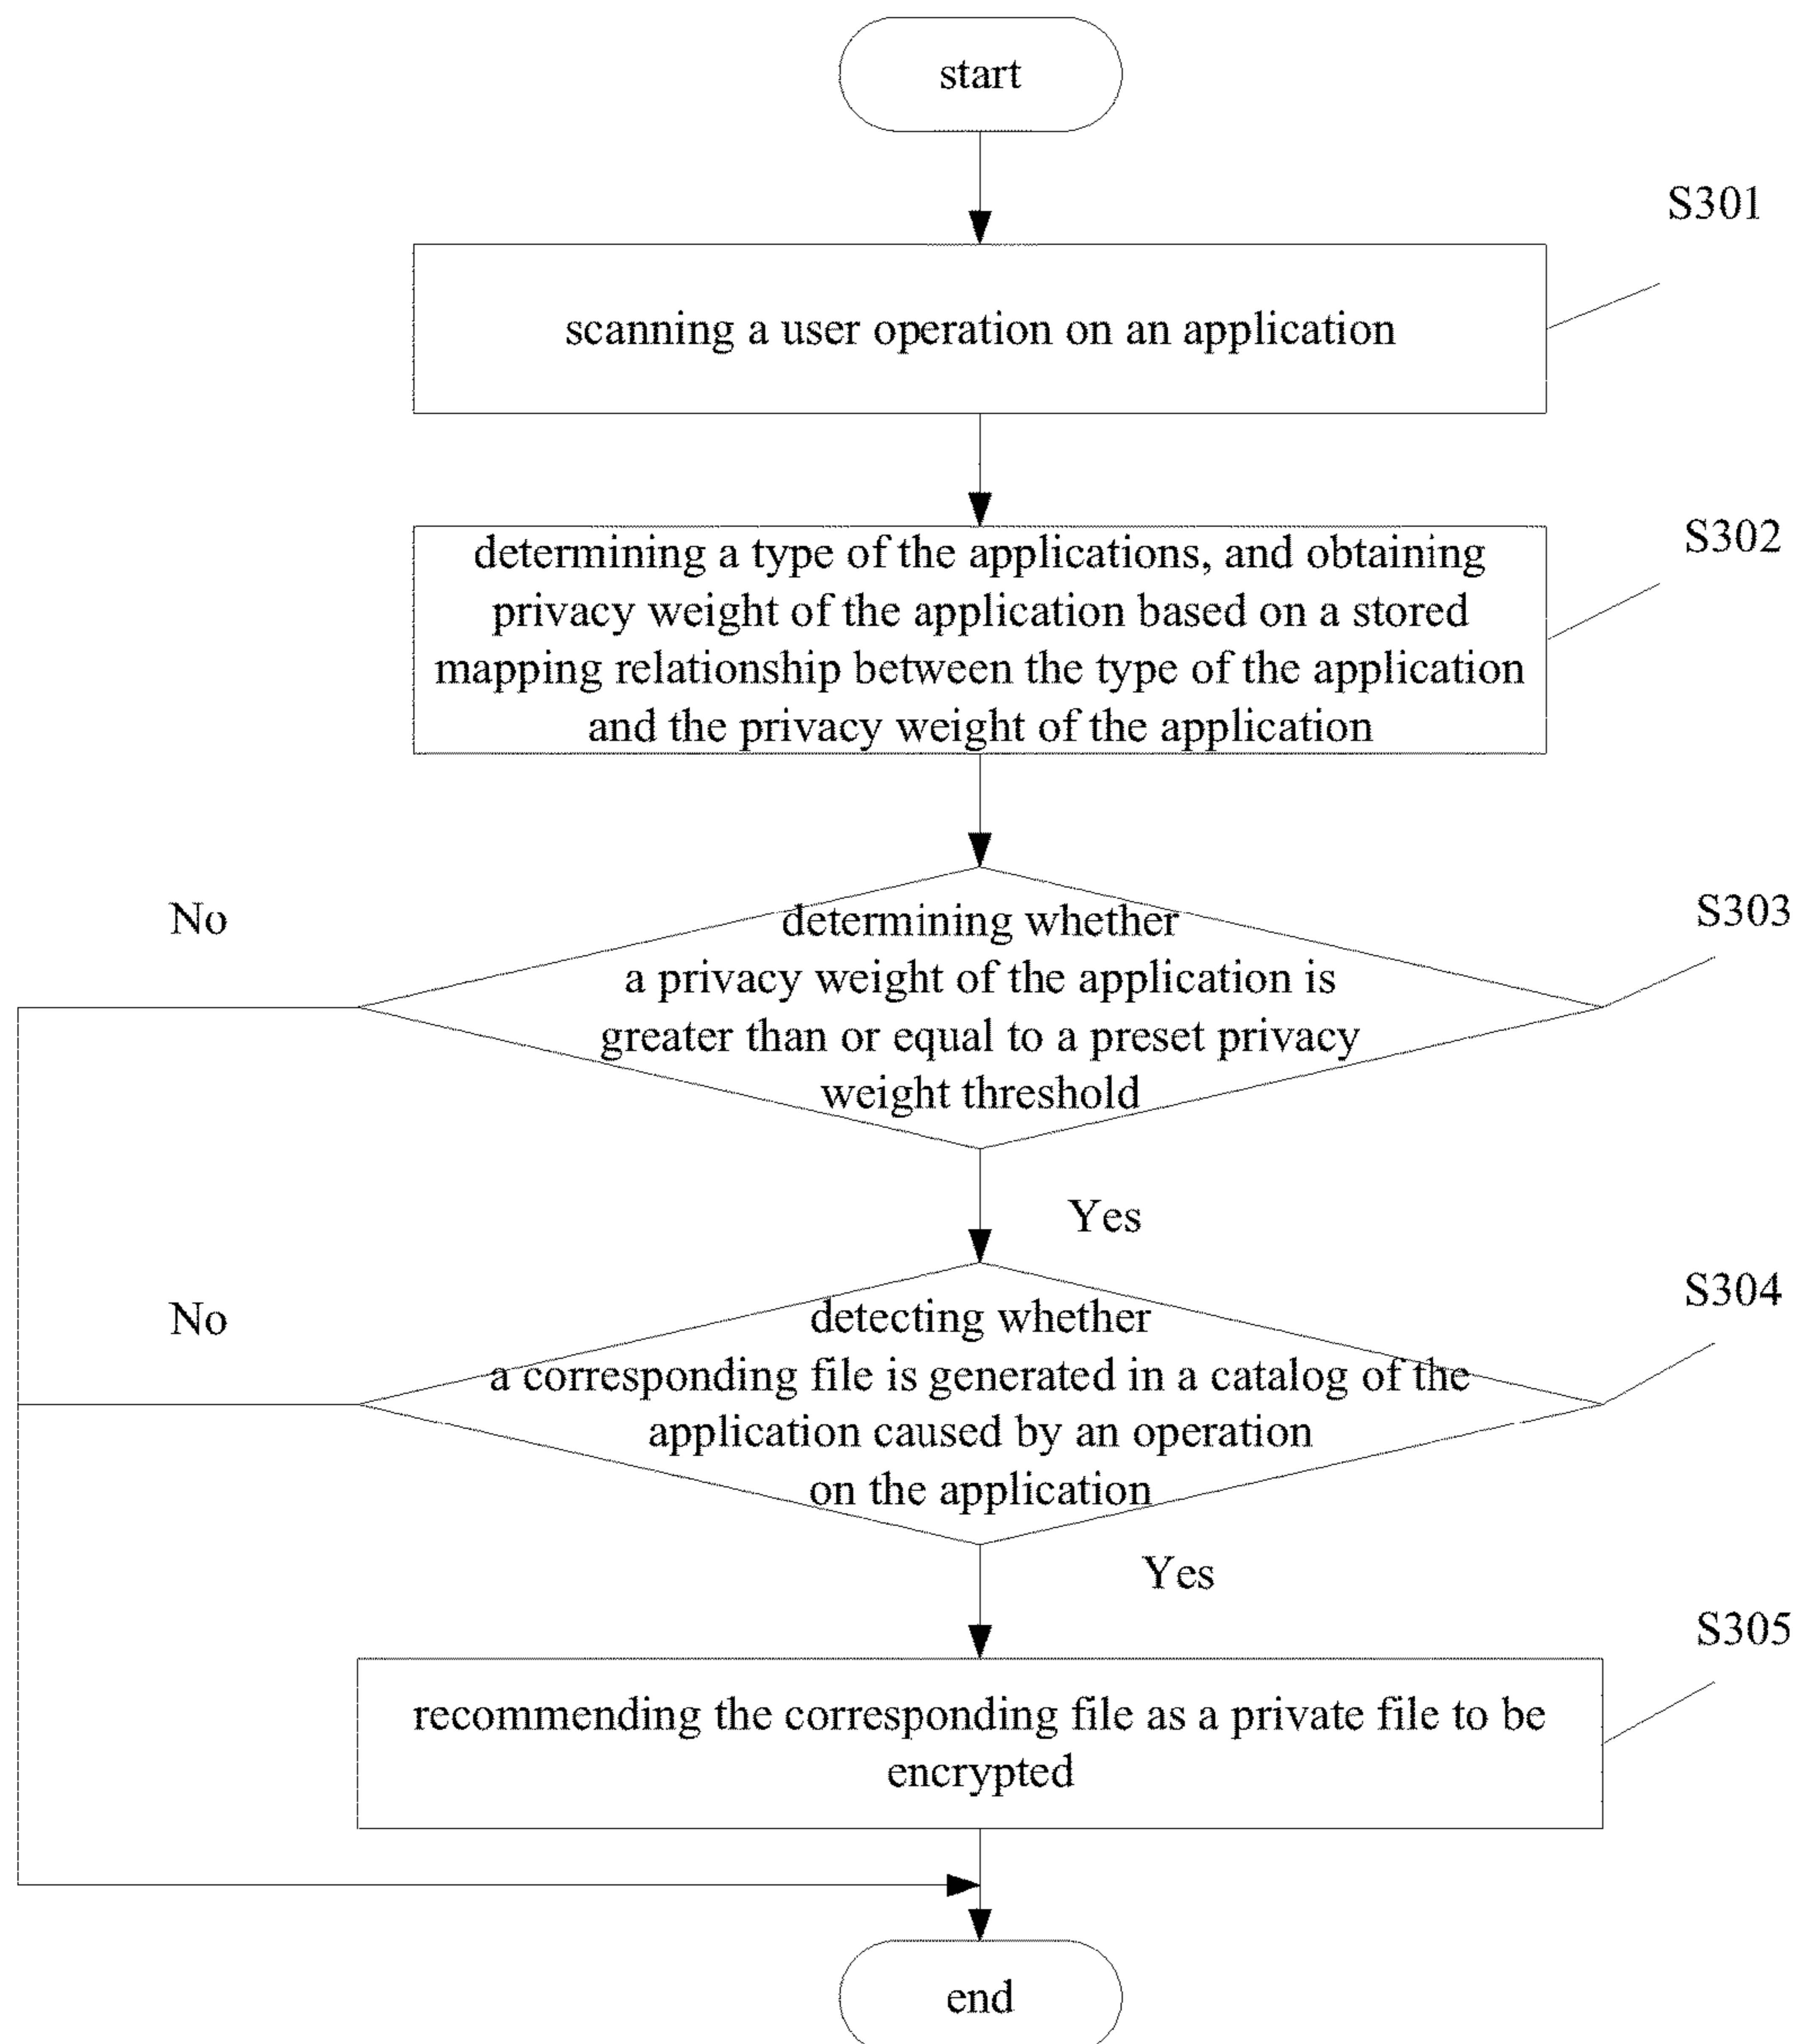 start
S301
scanning a user operation on an application
S302
determining a type of the applications, and obtaining
privacy weight of the application based on a stored
mapping relationship between the type of the application
and the privacy weight of the application
No
S303
determining whether
a privacy weight of the application is
greater than or equal to a preset privacy
weight threshold
Yes
No
S304
detecting whether
a corresponding file is generated in a catalog of the
application caused by an operation
on the application
Yes
S305
recommending the corresponding file as a private file to be
encrypted
end